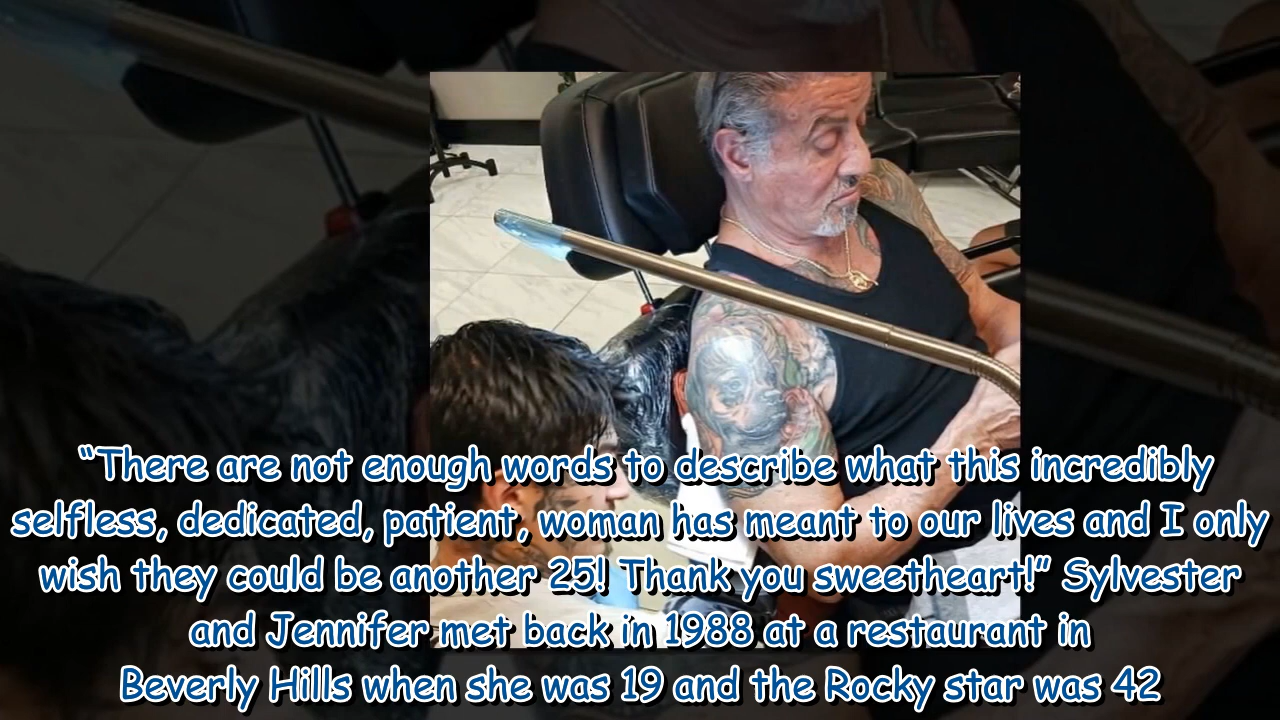 “There are not enough words to describe what this incredibly
selfless, dedicated, patient, woman has meant to our lives and I only
wish they could be another 25! Thank you sweetheart!” Sylvester
and Jennifer met back in 1988 at a restaurant in
Beverly Hills when she was 19 and the Rocky star was 42